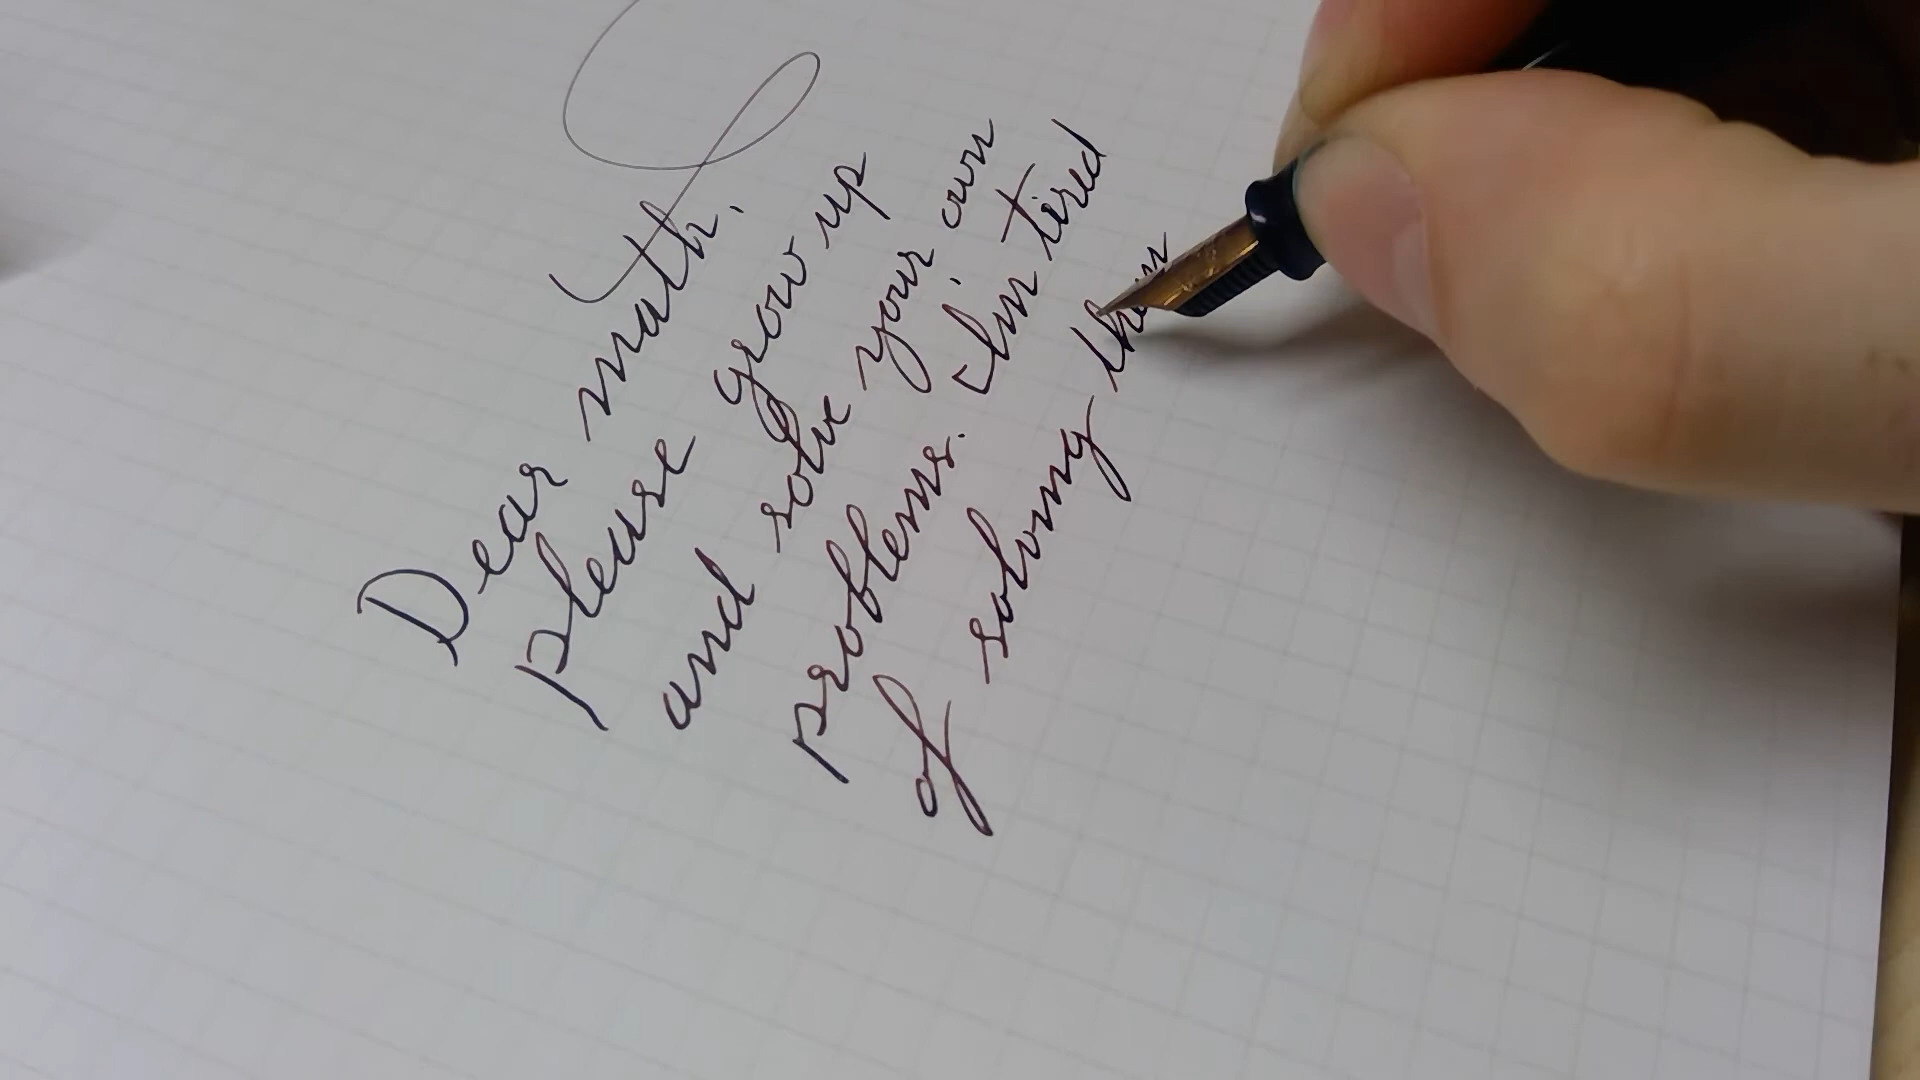 Dear math,
please grow up
and solve your own
problems. I'm tired
of solving them